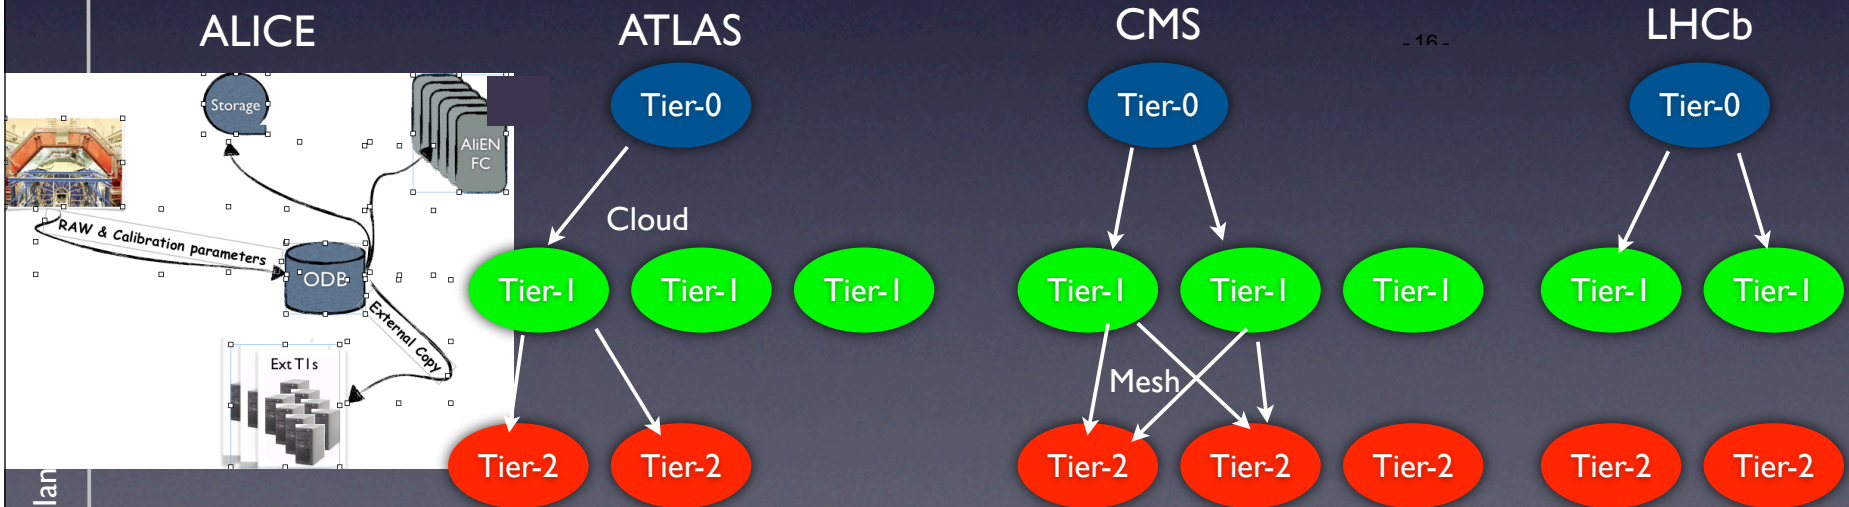 ALICE
ATLAS
CMS
-16-
LHCb
Storage
AliEN
FC
RAW & Calibration parameters
ODB
External Copy
Ext T1s
Tier-0
Cloud
Tier-1 Tier-1 Tier-1
Tier-2 Tier-2
Tier-0
Tier-1 Tier-1 Tier-1
Mesh
Tier-2 Tier-2 Tier-2
Tier-0
Tier-1 Tier-1
Tier-2 Tier-2